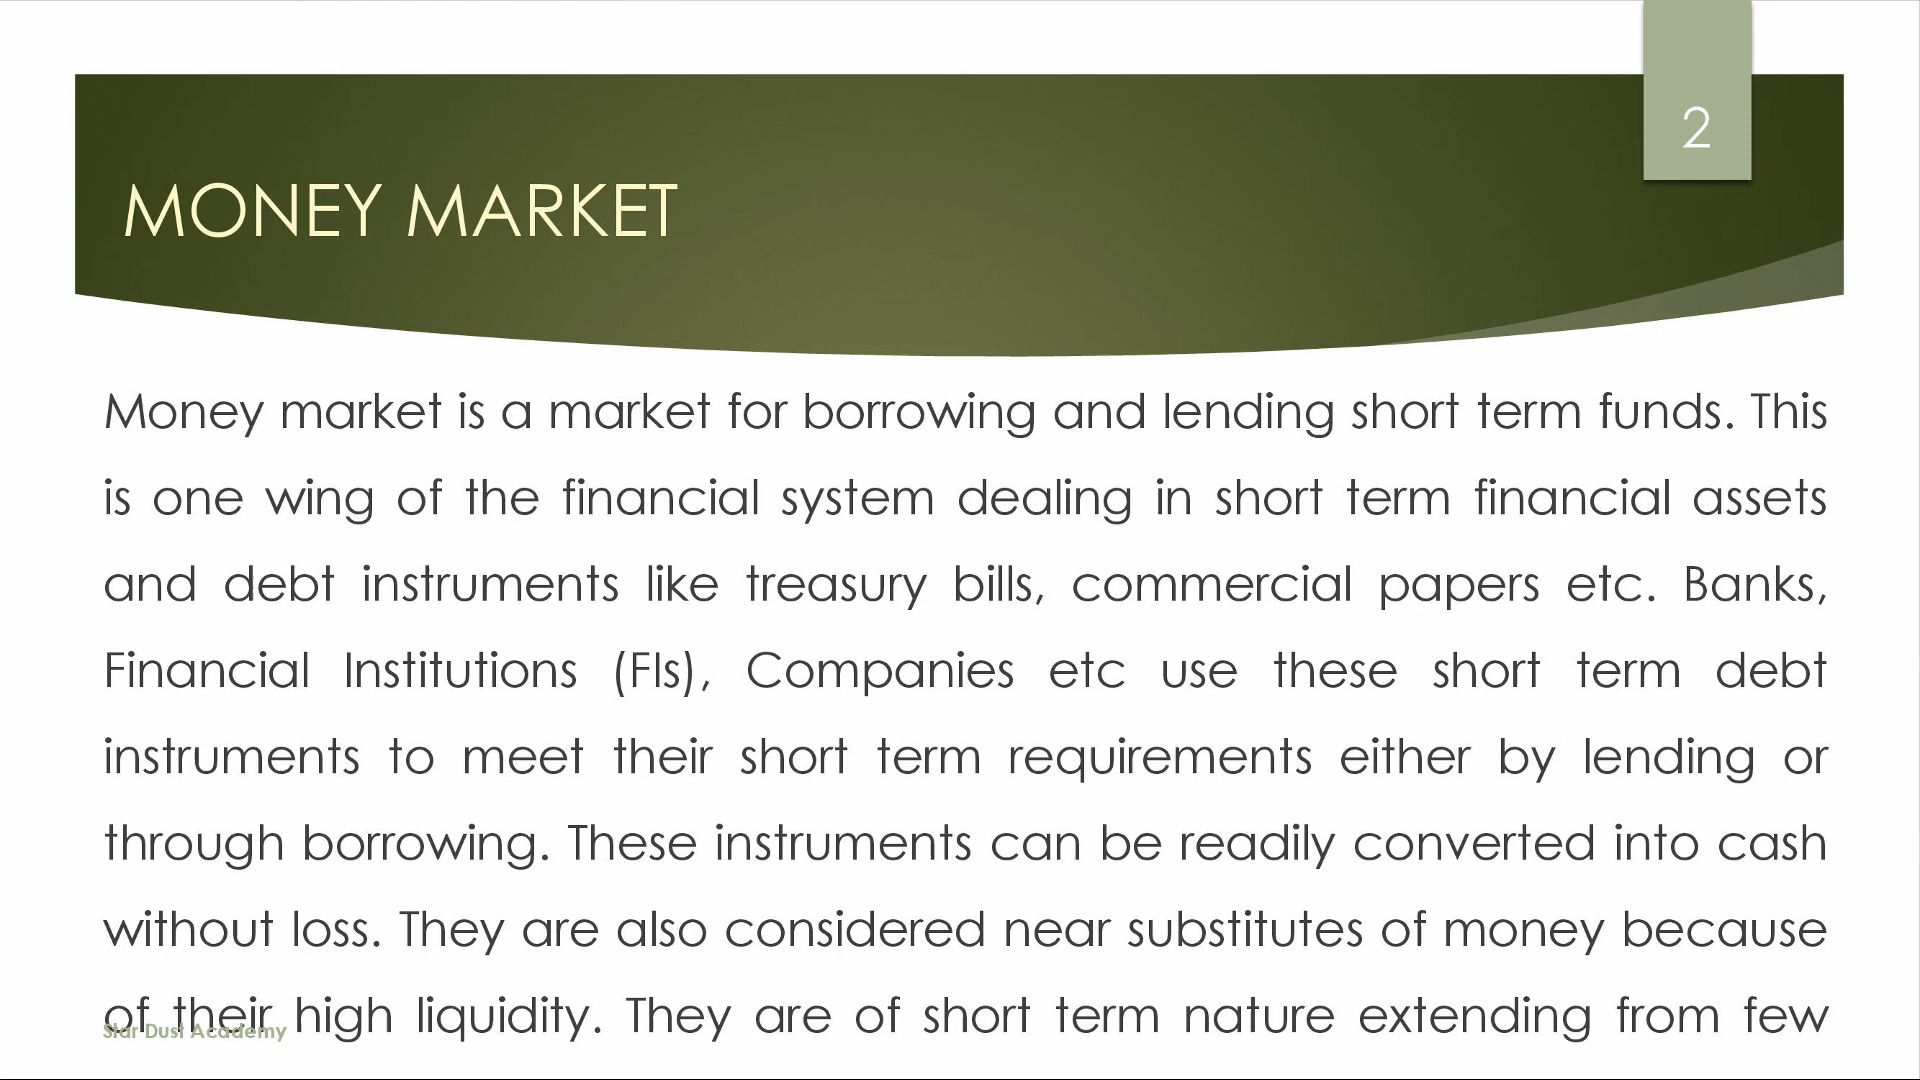 2
MONEY MARKET
Money market is a market for borrowing and lending short term funds. This
is one wing of the financial system dealing in short term financial assets
and debt instruments like treasury bills, commercial papers etc. Banks,
Financial Institutions (FIs), Companies etc use these short term debt
instruments to meet their short term requirements either by lending or
through borrowing. These instruments can be readily converted into cash
without loss. They are also considered near substitutes of money because
of their high liquidity. They are of short term nature extending from few
Star Dust Academy